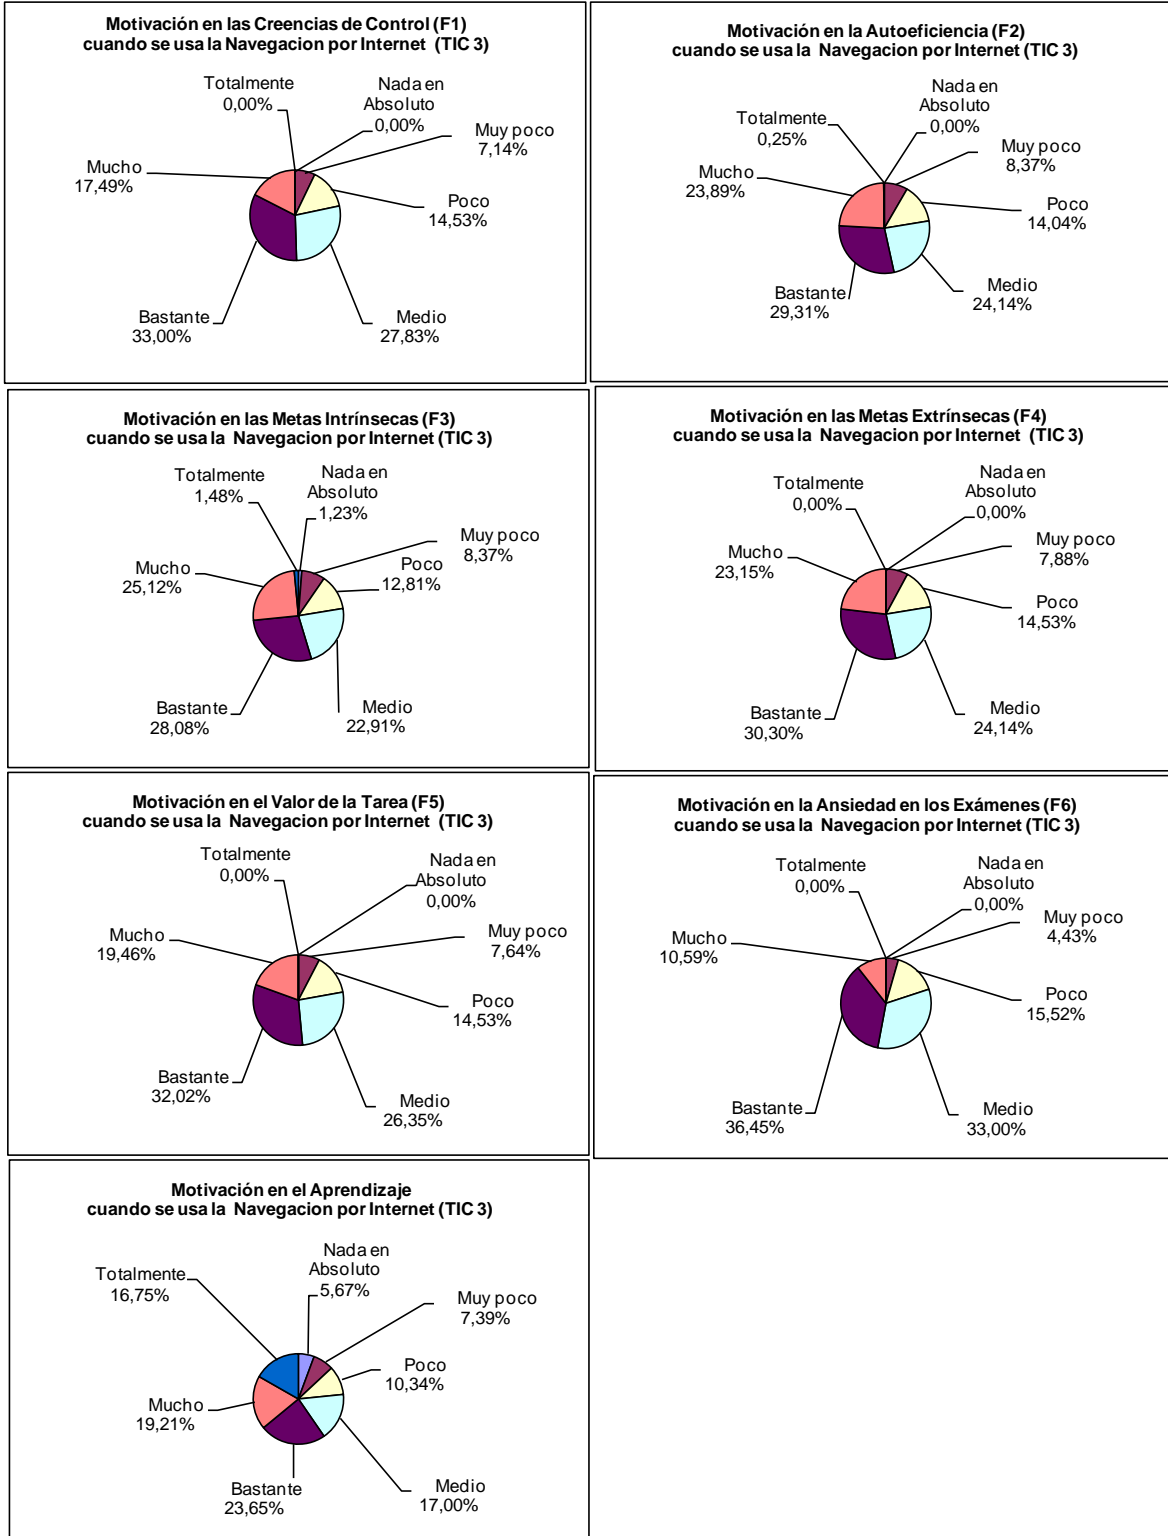 Motivación en las Creencias de Control (F1)
cuando se usa la Navegacion por Internet (TIC 3)
Totalmente
0,00%
Nada en
Absoluto
0,00%
Muy poco
7,14%
Poco
14,53%
Medio
27,83%
Bastante
33,00%
Mucho
17,49%
Motivación en la Autoeficiencia (F2)
cuando se usa la Navegacion por Internet (TIC 3)
Totalmente
0,25%
Nada en
Absoluto
0,00%
Muy poco
8,37%
Poco
14,04%
Medio
24,14%
Bastante
29,31%
Mucho
23,89%
Motivación en las Metas Intrínsecas (F3)
cuando se usa la Navegacion por Internet (TIC 3)
Totalmente
1,48%
Nada en
Absoluto
1,23%
Muy poco
8,37%
Poco
12,81%
Medio
22,91%
Bastante
28,08%
Mucho
25,12%
Motivación en las Metas Extrínsecas (F4)
cuando se usa la Navegacion por Internet (TIC 3)
Totalmente
0,00%
Nada en
Absoluto
0,00%
Muy poco
7,88%
Poco
14,53%
Medio
24,14%
Bastante
30,30%
Mucho
23,15%
Motivación en el Valor de la Tarea (F5)
cuando se usa la Navegacion por Internet (TIC 3)
Totalmente
0,00%
Nada en
Absoluto
0,00%
Muy poco
7,64%
Poco
14,53%
Medio
26,35%
Bastante
32,02%
Mucho
19,46%
Motivación en la Ansiedad en los Exámenes (F6)
cuando se usa la Navegacion por Internet (TIC 3)
Totalmente
0,00%
Nada en
Absoluto
0,00%
Muy poco
4,43%
Poco
15,52%
Medio
33,00%
Bastante
36,45%
Mucho
10,59%
Motivación en el Aprendizaje
cuando se usa la Navegacion por Internet (TIC 3)
Totalmente
16,75%
Nada en
Absoluto
5,67%
Muy poco
7,39%
Poco
10,34%
Medio
17,00%
Bastante
23,65%
Mucho
19,21%